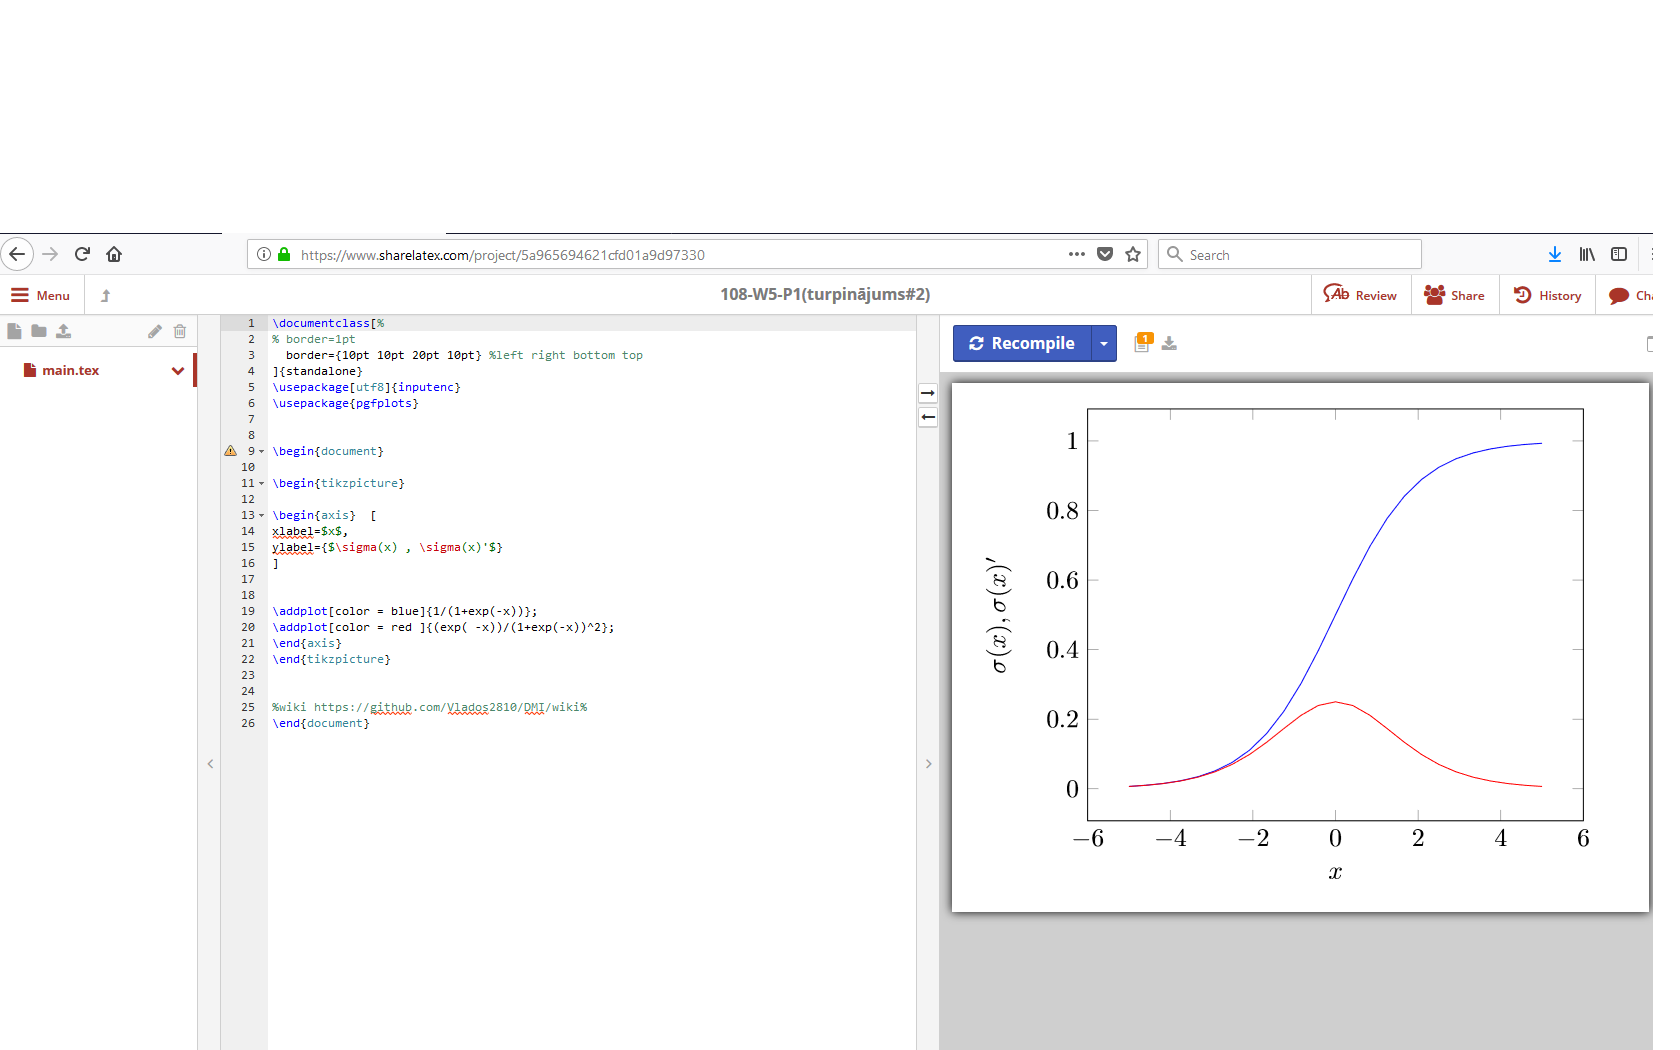 https://www.sharelatex.com/project/5a965694621cfd01a9d97330
Search
Menu
108-W5-P1(turpinājums#2)
Review
Share
History
main.tex
1 \documentclass[%
2 % border=1pt
3 border={10pt 10pt 20pt 10pt} %left right bottom top
4 ]{standalone}
5 \usepackage[utf8]{inputenc}
6 \usepackage{pgfplots}
7
8
9 \begin{document}
10
11 \begin{tikzpicture}
12
13 \begin{axis} [
14 xlabel=$x$,
15 ylabel={$\sigma(x) , \sigma(x)'$}
16 ]
17
18
19 \addplot[color = blue]{1/(1+exp(-x))};
20 \addplot[color = red ]{(exp( -x))/(1+exp(-x))^2};
21 \end{axis}
22 \end{tikzpicture}
23
24
25 %wiki https://github.com/Vlados2810/DMI/wiki%
26 \end{document}
Recompile
1
1
0.8
0.6
0.4
0.2
0
σ(x), σ(x)′
−6 −4 −2 0 2 4 6
x